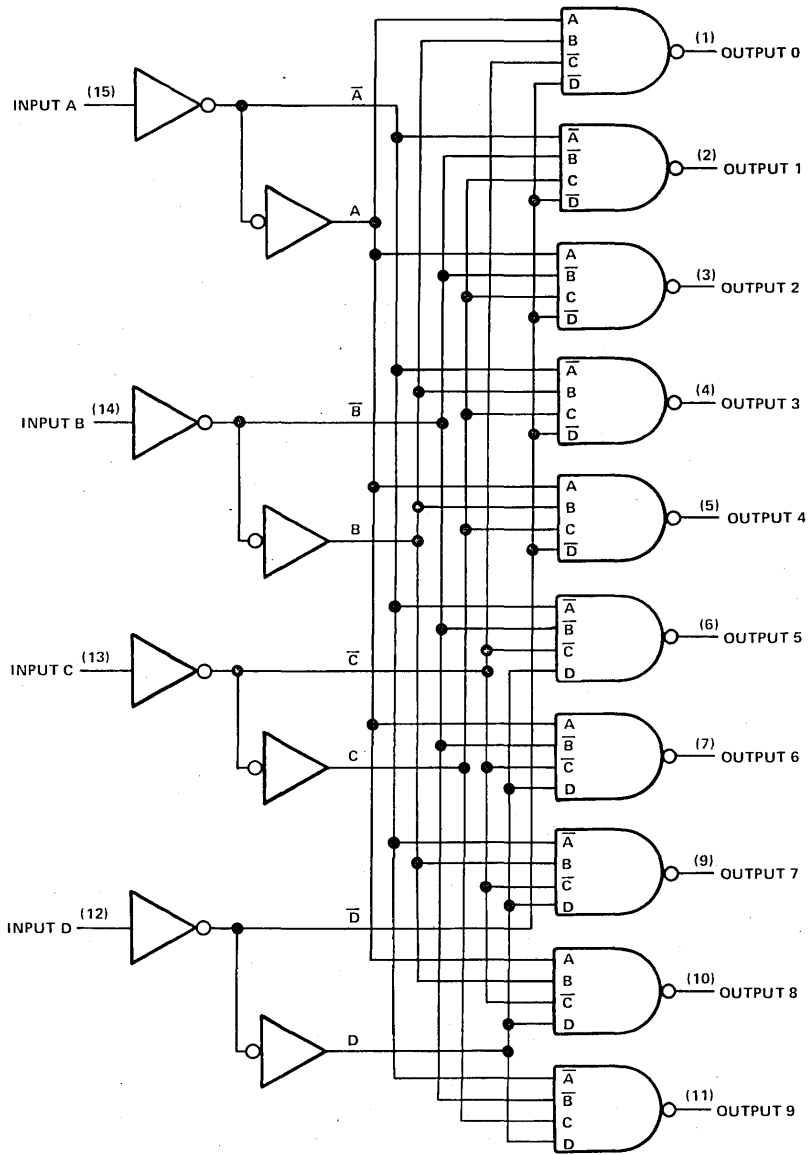 A
B
C̅
D̅
(1)
OUTPUT 0
INPUT A
(15)
A̅
A̅
B̅
C
D̅
(2)
OUTPUT 1
A
A
B̅
C
D̅
(3)
OUTPUT 2
A̅
B
C
D̅
(4)
OUTPUT 3
INPUT B
(14)
B̅
A
B
C
D̅
(5)
OUTPUT 4
B
A̅
B̅
C̅
D
(6)
OUTPUT 5
INPUT C
(13)
C̅
A
B̅
C̅
D
(7)
OUTPUT 6
C
A̅
B
C̅
D
(9)
OUTPUT 7
INPUT D
(12)
D̅
A
B
C̅
D
(10)
OUTPUT 8
D
A̅
B̅
C
D
(11)
OUTPUT 9